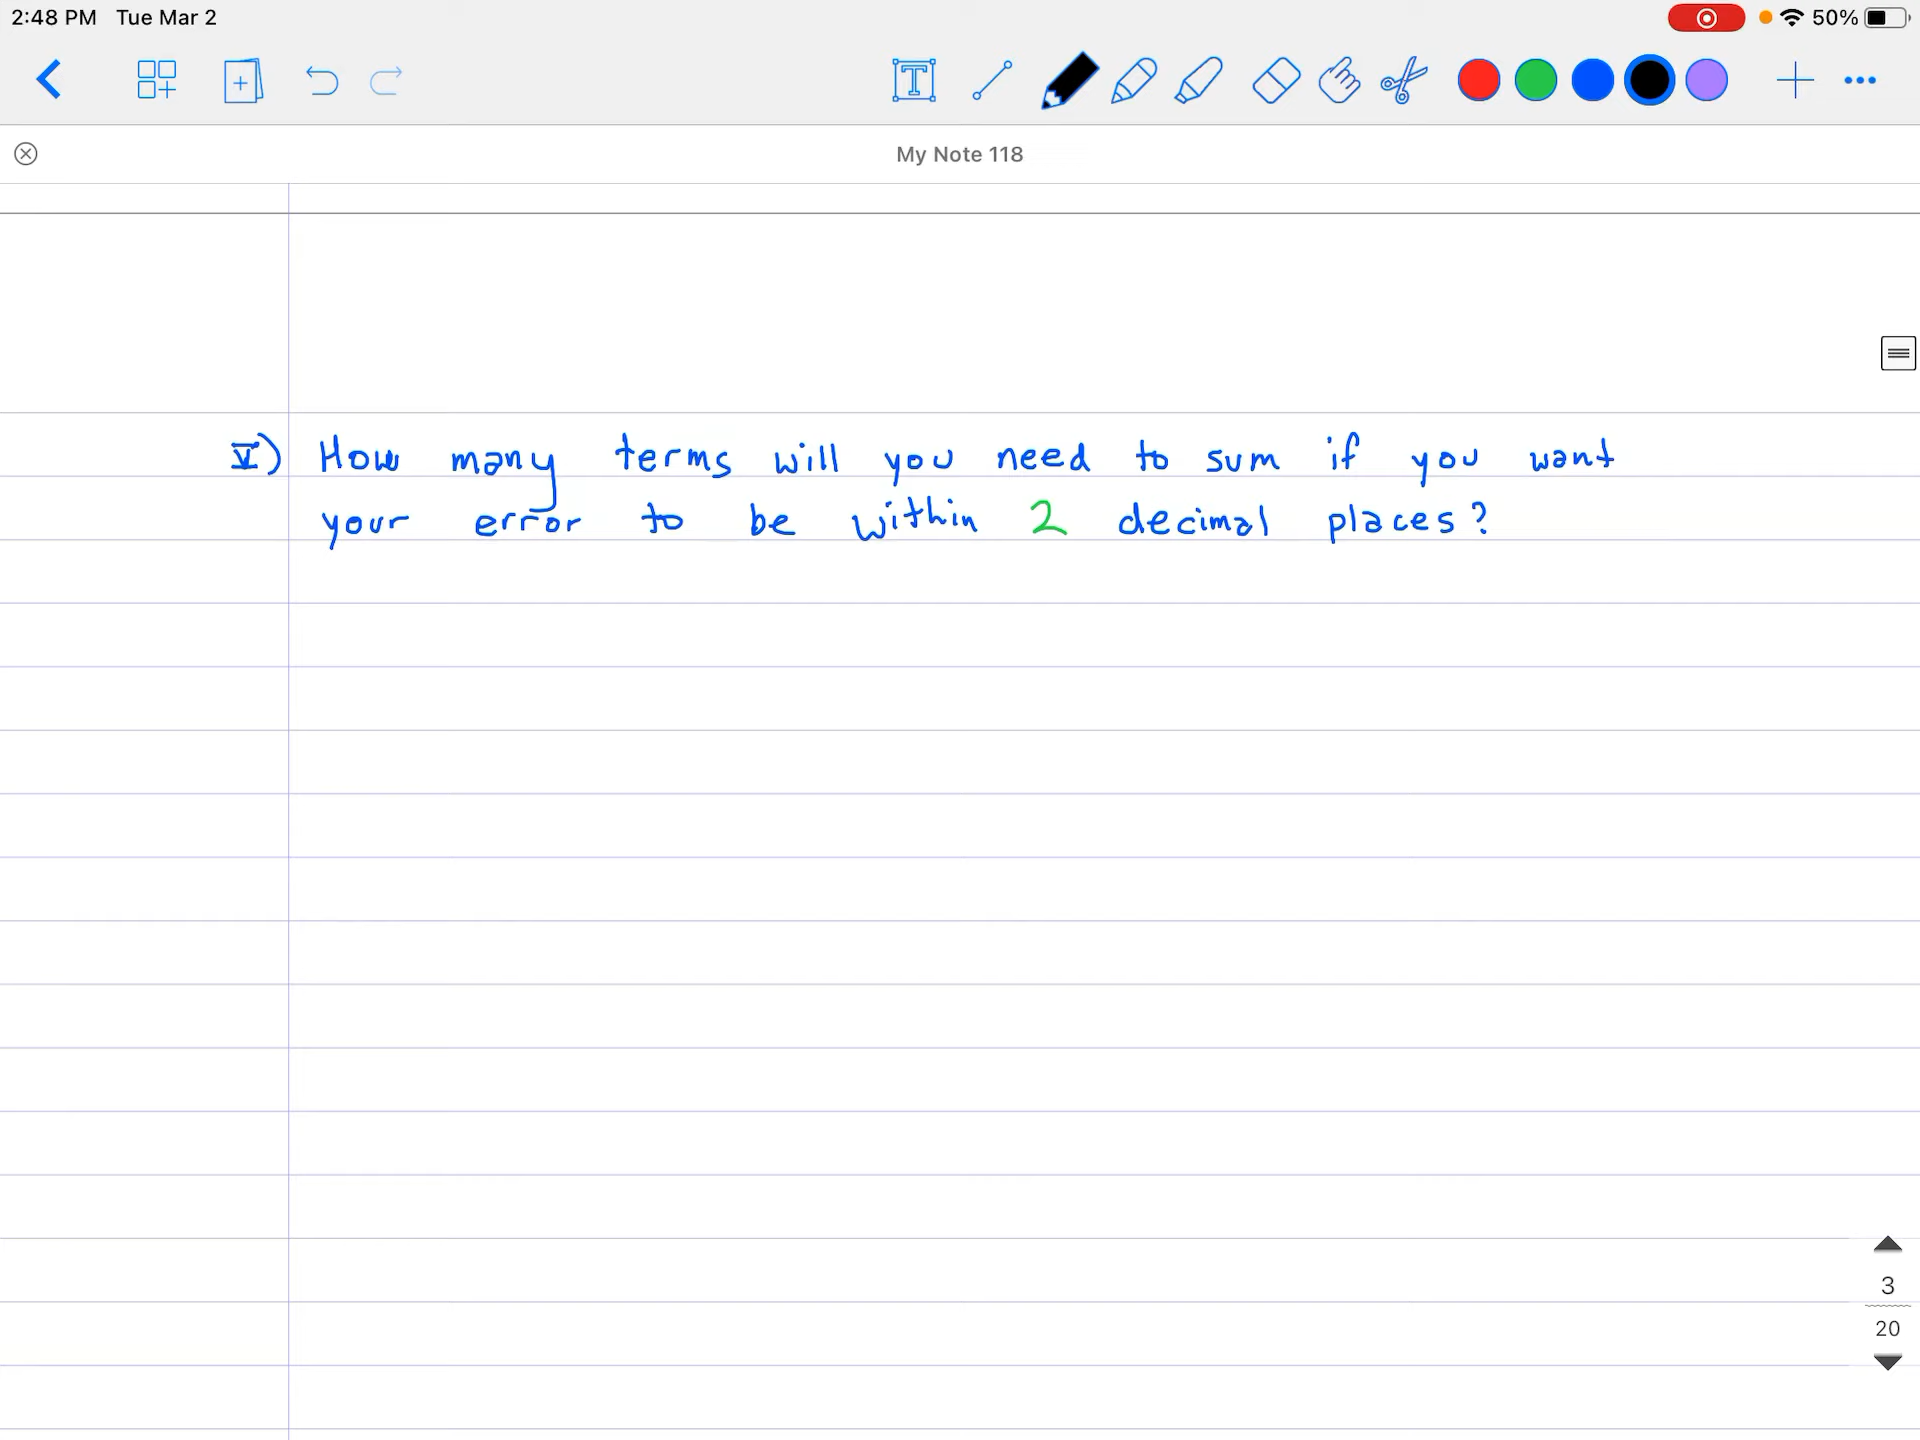 2:48 PM Tue Mar 2
50%
T
My Note 118
V) How many terms will you need to sum if you want
your error to be within 2 decimal places?
3
20